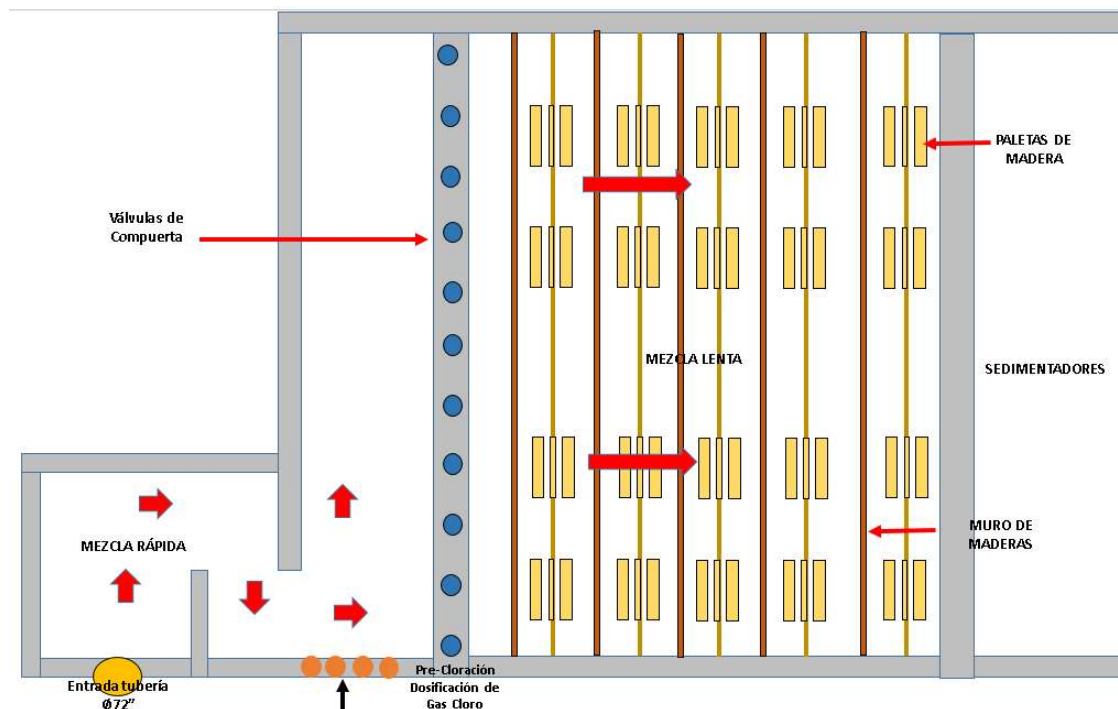 PALETAS DE
MADERA
Válvulas de
Compuerta
MEZCLA LENTA
SEDIMENTADORES
MURO DE
MADERAS
MEZCLA RÁPIDA
Entrada tubería
Ø72"
Pre-Cloración
Dosificación de
Gas Cloro